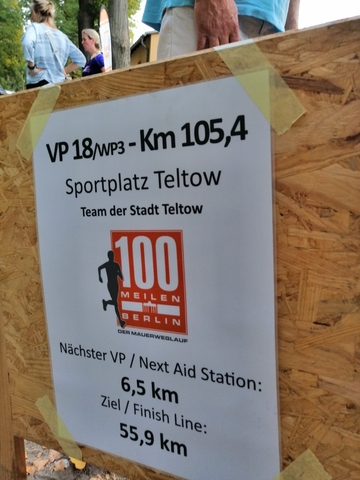 VP 18/WP3 - Km 105,4
Sportplatz Teltow
Team der Stadt Teltow
100
MEILEN
BERLIN
DER MAUERWEGLAUF
Nächster VP / Next Aid Station:
6,5 km
Ziel / Finish Line:
55,9 km